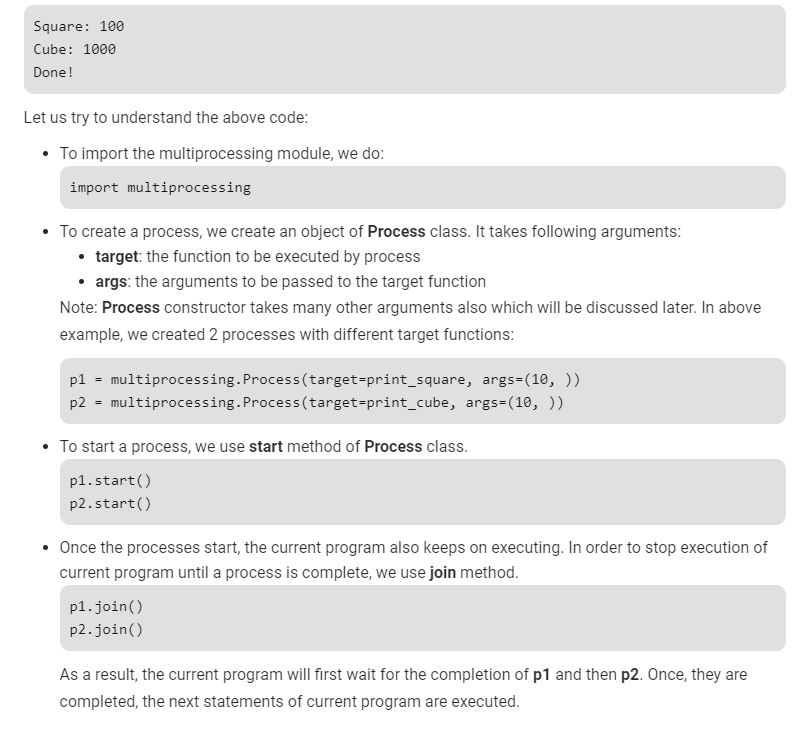 Square: 100
Cube: 1000
Done!
Let us try to understand the above code:
• To import the multiprocessing module, we do:
import multiprocessing
• To create a process, we create an object of Process class. It takes following arguments:
• target: the function to be executed by process
• args: the arguments to be passed to the target function
Note: Process constructor takes many other arguments also which will be discussed later. In above
example, we created 2 processes with different target functions:
p1 = multiprocessing.Process(target=print_square, args=(10, ))
p2 = multiprocessing.Process(target=print_cube, args=(10, ))
• To start a process, we use start method of Process class.
p1.start()
p2.start()
• Once the processes start, the current program also keeps on executing. In order to stop execution of
current program until a process is complete, we use join method.
p1.join()
p2.join()
As a result, the current program will first wait for the completion of p1 and then p2. Once, they are
completed, the next statements of current program are executed.